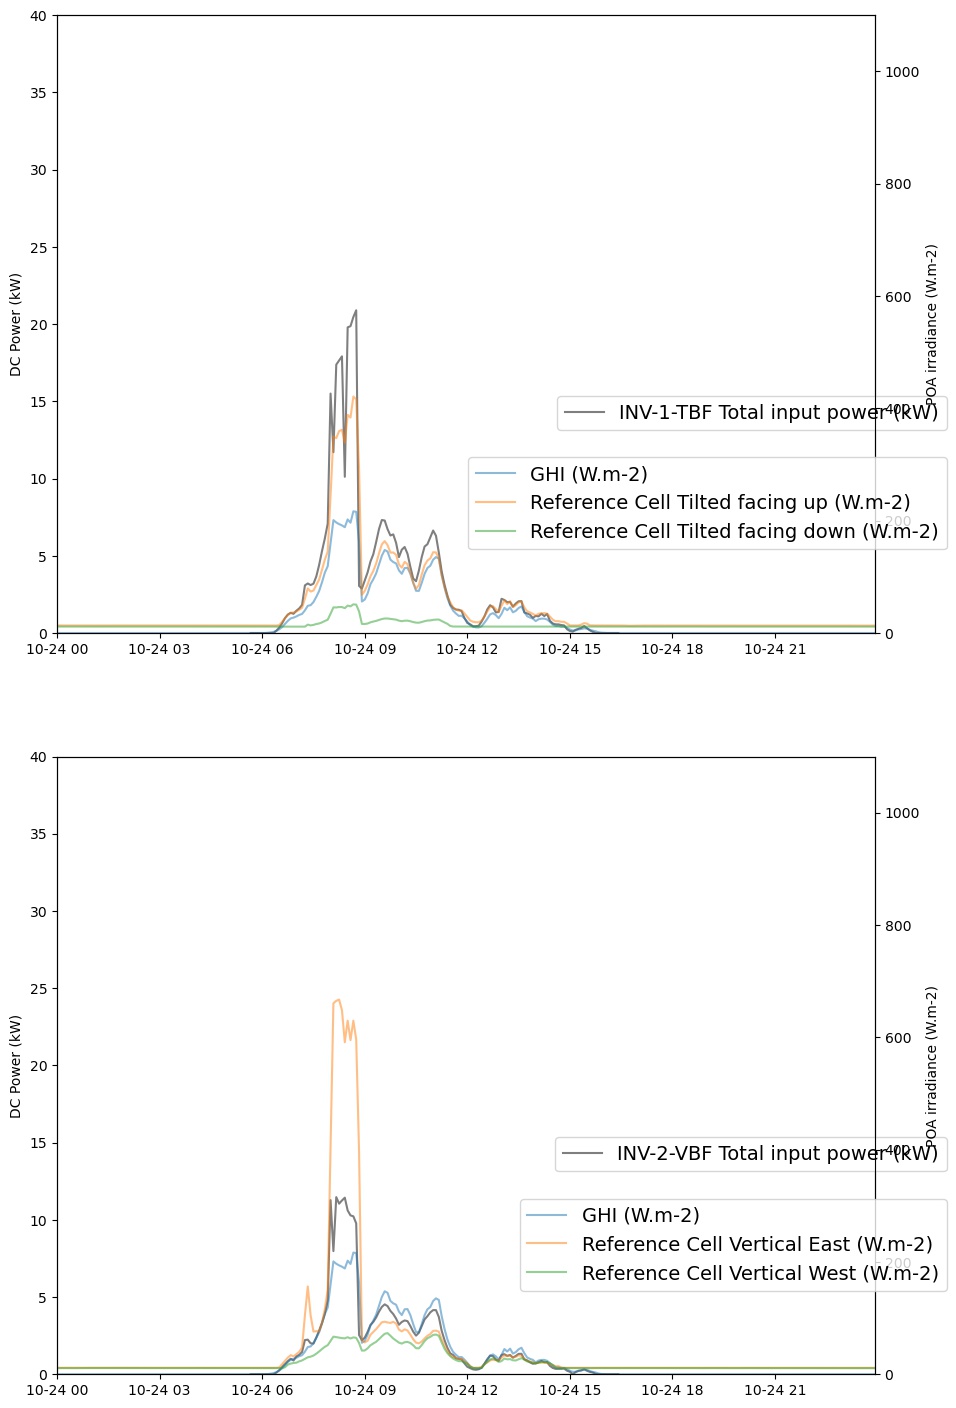 40
35
30
25
20
15
10
5
0
DC Power (kW)
1000
800
600
400
200
0
POA irradiance (W.m-2)
INV-1-TBF Total input power (kW)
GHI (W.m-2)
Reference Cell Tilted facing up (W.m-2)
Reference Cell Tilted facing down (W.m-2)
10-24 00 10-24 03 10-24 06 10-24 09 10-24 12 10-24 15 10-24 18 10-24 21
40
35
30
25
20
15
10
5
0
DC Power (kW)
1000
800
600
400
200
0
POA irradiance (W.m-2)
INV-2-VBF Total input power (kW)
GHI (W.m-2)
Reference Cell Vertical East (W.m-2)
Reference Cell Vertical West (W.m-2)
10-24 00 10-24 03 10-24 06 10-24 09 10-24 12 10-24 15 10-24 18 10-24 21